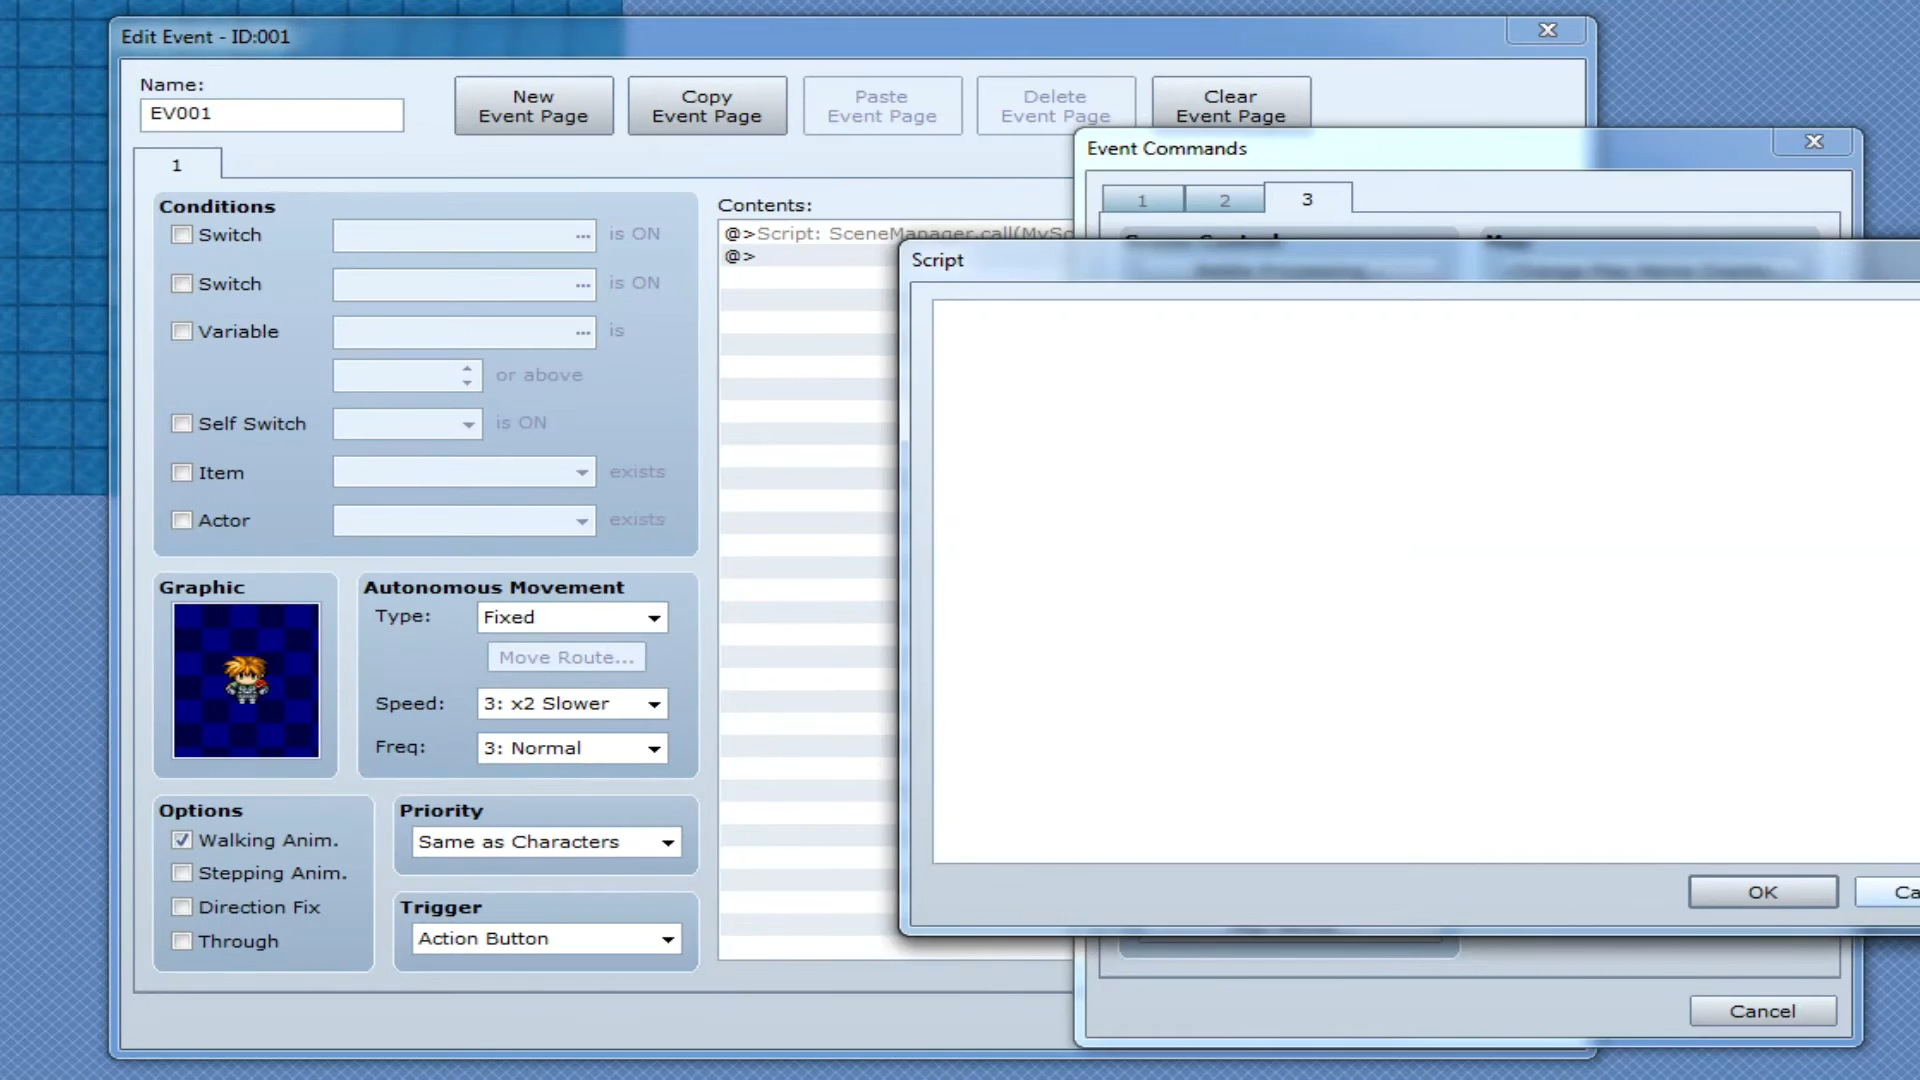 Edit Event - ID:001
Name:
EV001
New
Event Page
Copy
Event Page
Paste
Event Page
Delete
Event Page
Clear
Event Page
1
Conditions
Switch
... is ON
Switch
... is ON
Variable
... is
or above
Self Switch
is ON
Item
exists
Actor
exists
Graphic
Autonomous Movement
Type: Fixed
Move Route...
Speed: 3: x2 Slower
Freq: 3: Normal
Options
Walking Anim.
Stepping Anim.
Direction Fix
Through
Priority
Same as Characters
Trigger
Action Button
Contents:
@>Script: SceneManager.call(MySc
@>
Event Commands
1 2 3
Script
OK
Ca
Cancel